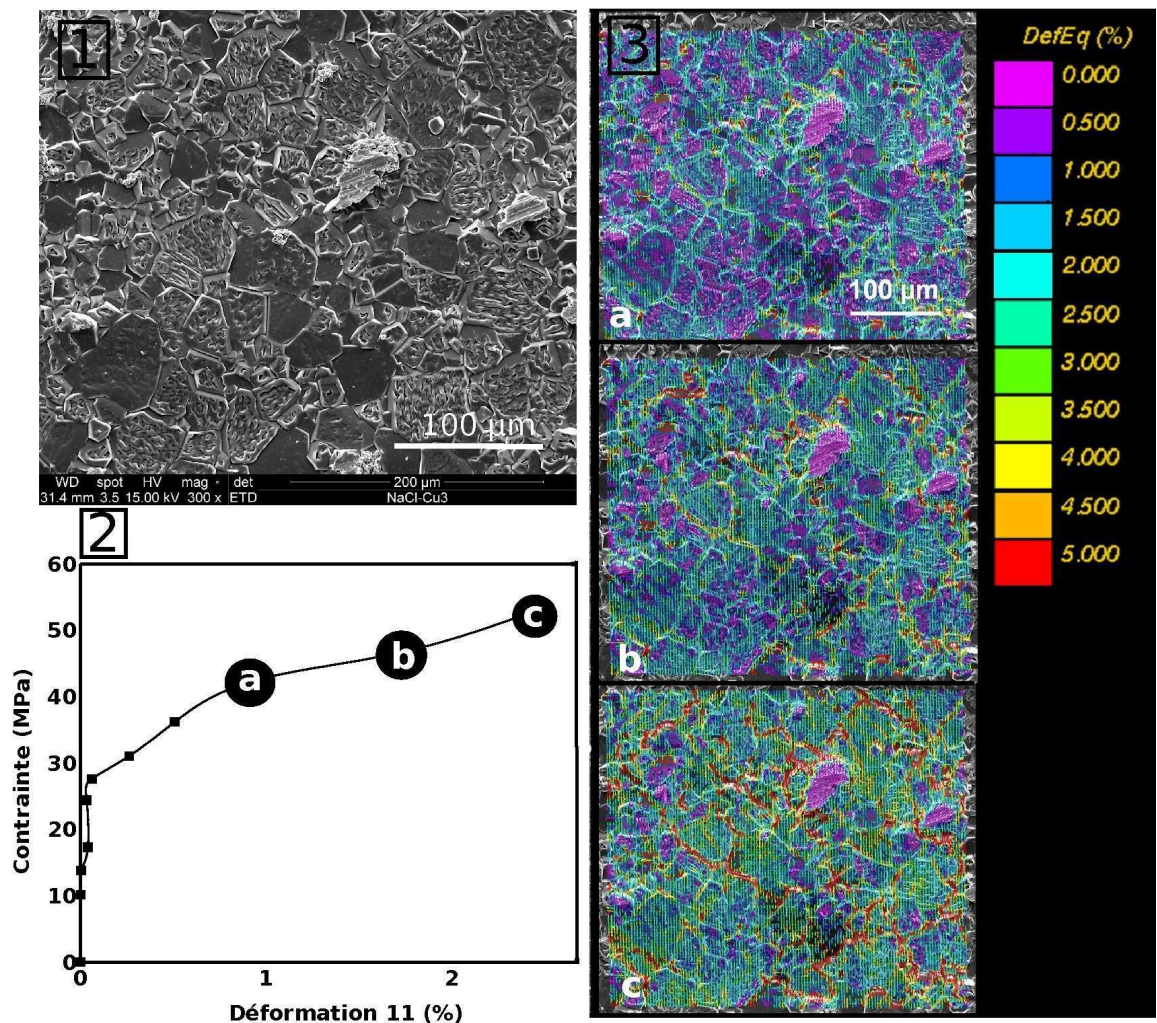 1
100 µm
WD spot HV mag det 200 µm
31.4 mm 3.5 15.00 kV 300 x ETD NaCl-Cu3
2
60
50
40
30
20
10
0
0 1 2
Contrainte (MPa)
Déformation 11 (%)
a
b
c
3
100 µm
a
b
c
DefEq (%)
0.000
0.500
1.000
1.500
2.000
2.500
3.000
3.500
4.000
4.500
5.000